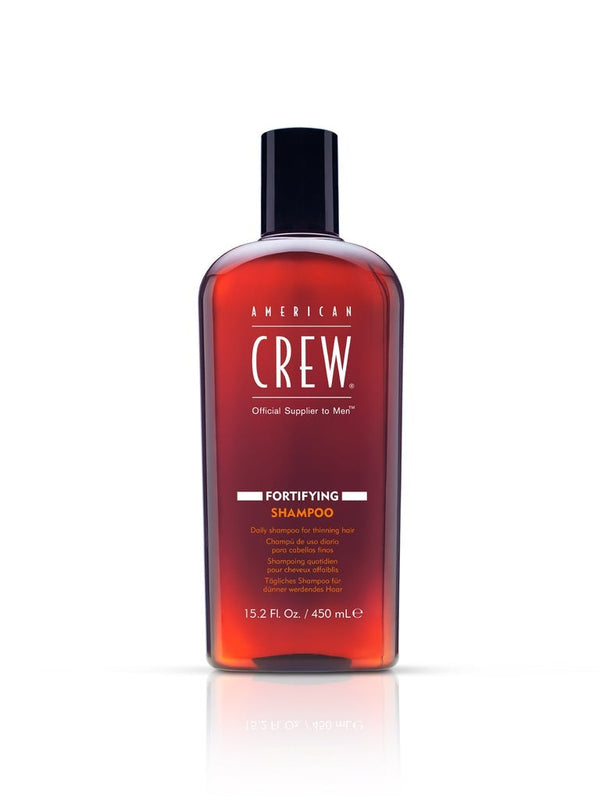 AMERICAN
CREW®
Official Supplier to Men™
FORTIFYING
SHAMPOO
Daily shampoo for thinning hair
Champú de uso diario
para cabellos finos
Shampoing quotidien
pour cheveux affaiblis
Tägliches Shampoo für
dünner werdendes Haar
15.2 Fl. Oz. / 450 mL℮